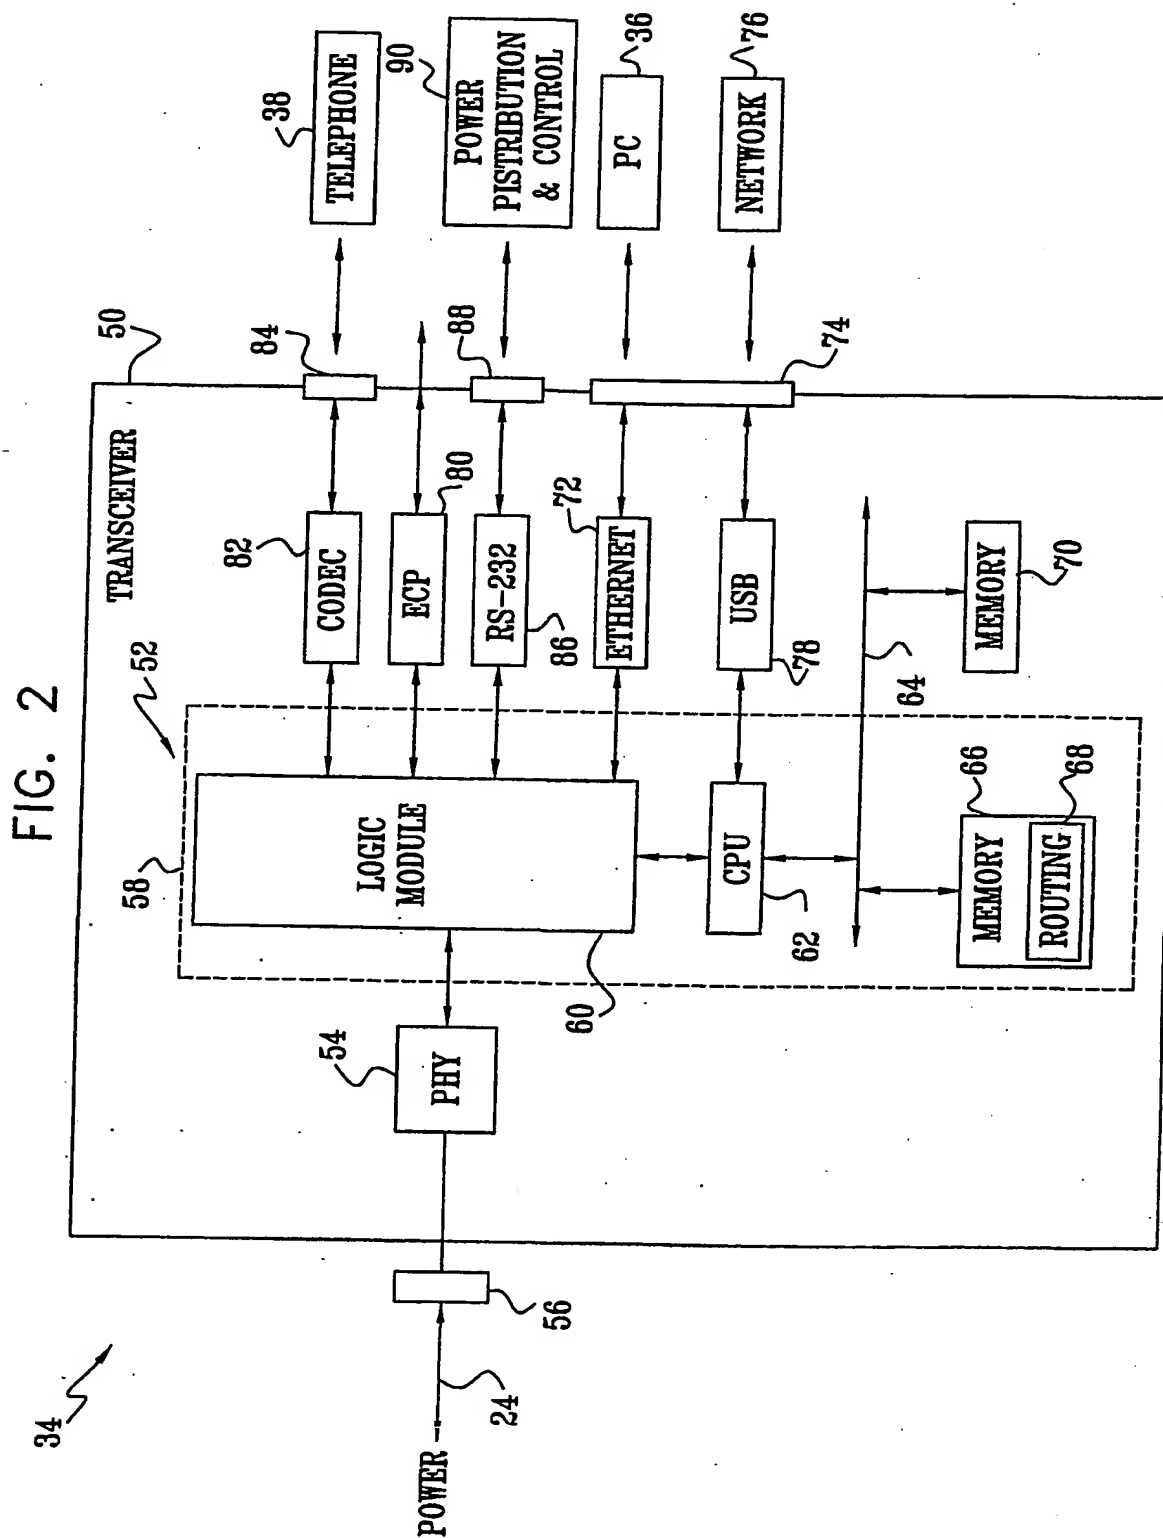 FIG. 2
34
50
TRANSCEIVER
52
58
POWER
24
56
PHY
54
LOGIC
MODULE
60
CODEC
82
84
TELEPHONE
38
ECP
80
RS-232
86
88
POWER
PISTRIBUTION
& CONTROL
90
ETHERNET
72
74
PC
36
CPU
62
USB
78
NETWORK
76
64
MEMORY
66
ROUTING
68
MEMORY
70